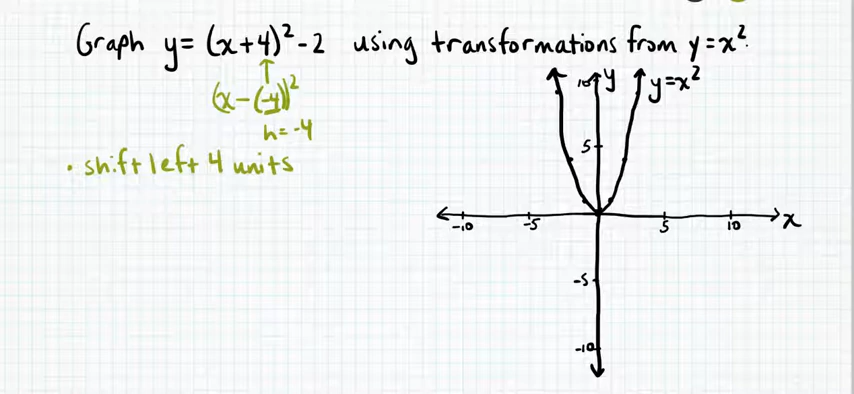 Graph y = (x+4)² - 2 using transformations from y = x².
(x-(-4))²
h = -4
• shift left 4 units
10 y
y = x²
5
-10 -5 5 10 x
-5
-10